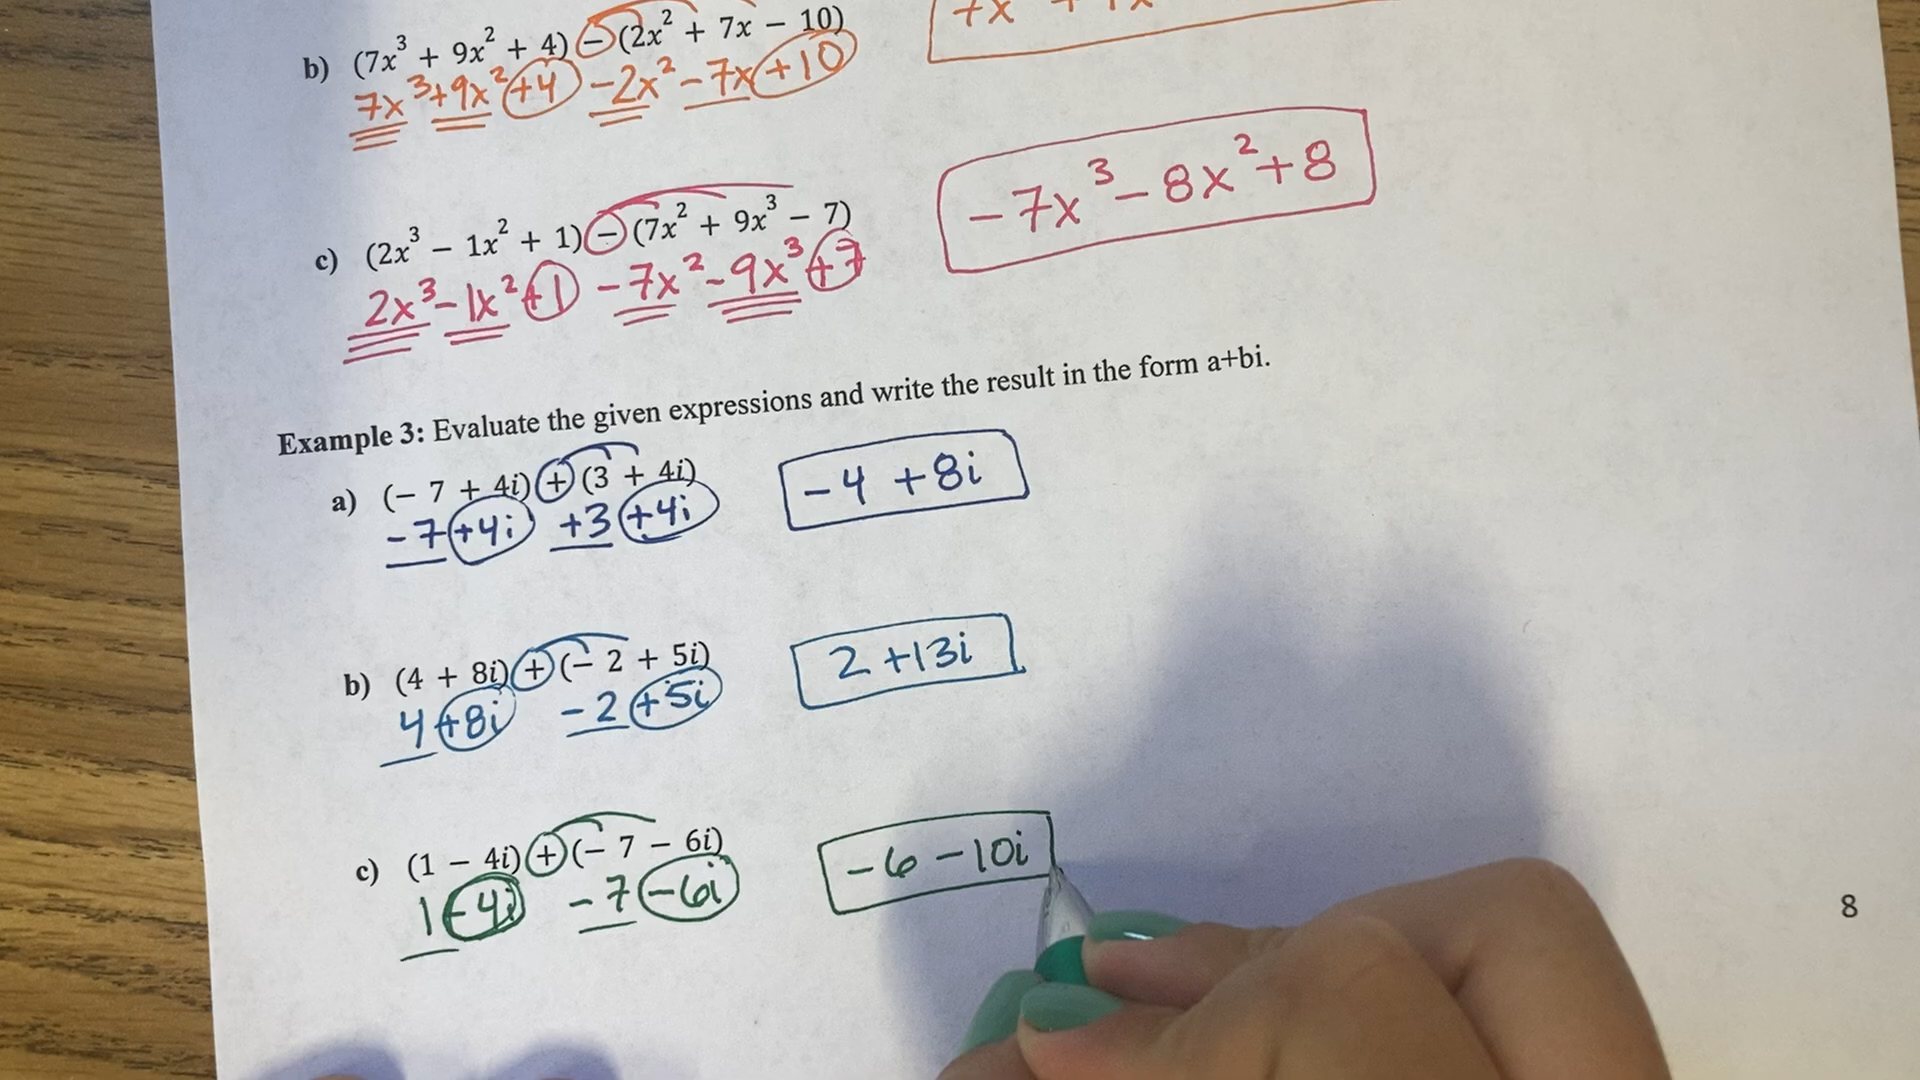 b) (7x³ + 9x² + 4) − (2x² + 7x − 10)
7x³+9x²+4 -2x²-7x+10
c) (2x³ − 1x² + 1) − (7x² + 9x³ − 7)
2x³-1x²+1 -7x²-9x³+7
-7x³-8x²+8
Example 3: Evaluate the given expressions and write the result in the form a+bi.
a) (− 7 + 4i) + (3 + 4i)
-7+4i +3+4i
-4 +8i
b) (4 + 8i) + (− 2 + 5i)
4+8i -2+5i
2+13i
c) (1 − 4i) + (− 7 − 6i)
1-4i -7-6i
-6-10i
8